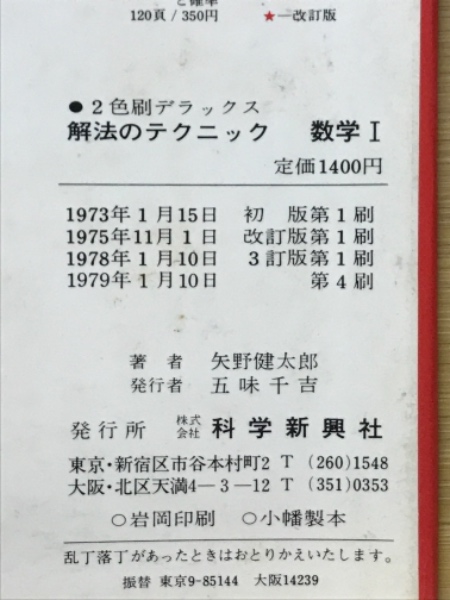 と確率
120頁/350円 ★—改訂版
●2色刷デラックス
解法のテクニック 数学I
定価1400円
1973年1月15日 初版第1刷
1975年11月1日 改訂版第1刷
1978年1月10日 3訂版第1刷
1979年1月10日 第4刷
著者 矢野健太郎
発行者 五味千吉
発行所 株式会社 科学新興社
東京・新宿区市谷本村町2 T (260)1548
大阪・北区天満4—3—12 T (351)0353
○岩岡印刷 ○小幡製本
乱丁落丁があったときはおとりかえいたします。
振替 東京9-85144 大阪14239